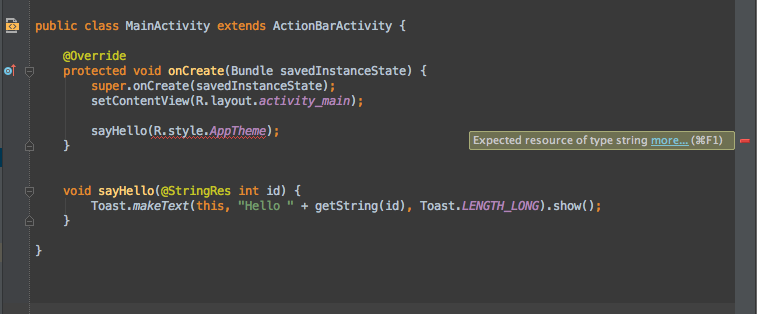 public class MainActivity extends ActionBarActivity {
@Override
protected void onCreate(Bundle savedInstanceState) {
super.onCreate(savedInstanceState);
setContentView(R.layout.activity_main);
sayHello(R.style.AppTheme);
Expected resource of type string more... (⌘F1)
}
void sayHello(@StringRes int id) {
Toast.makeText(this, "Hello " + getString(id), Toast.LENGTH_LONG).show();
}
}